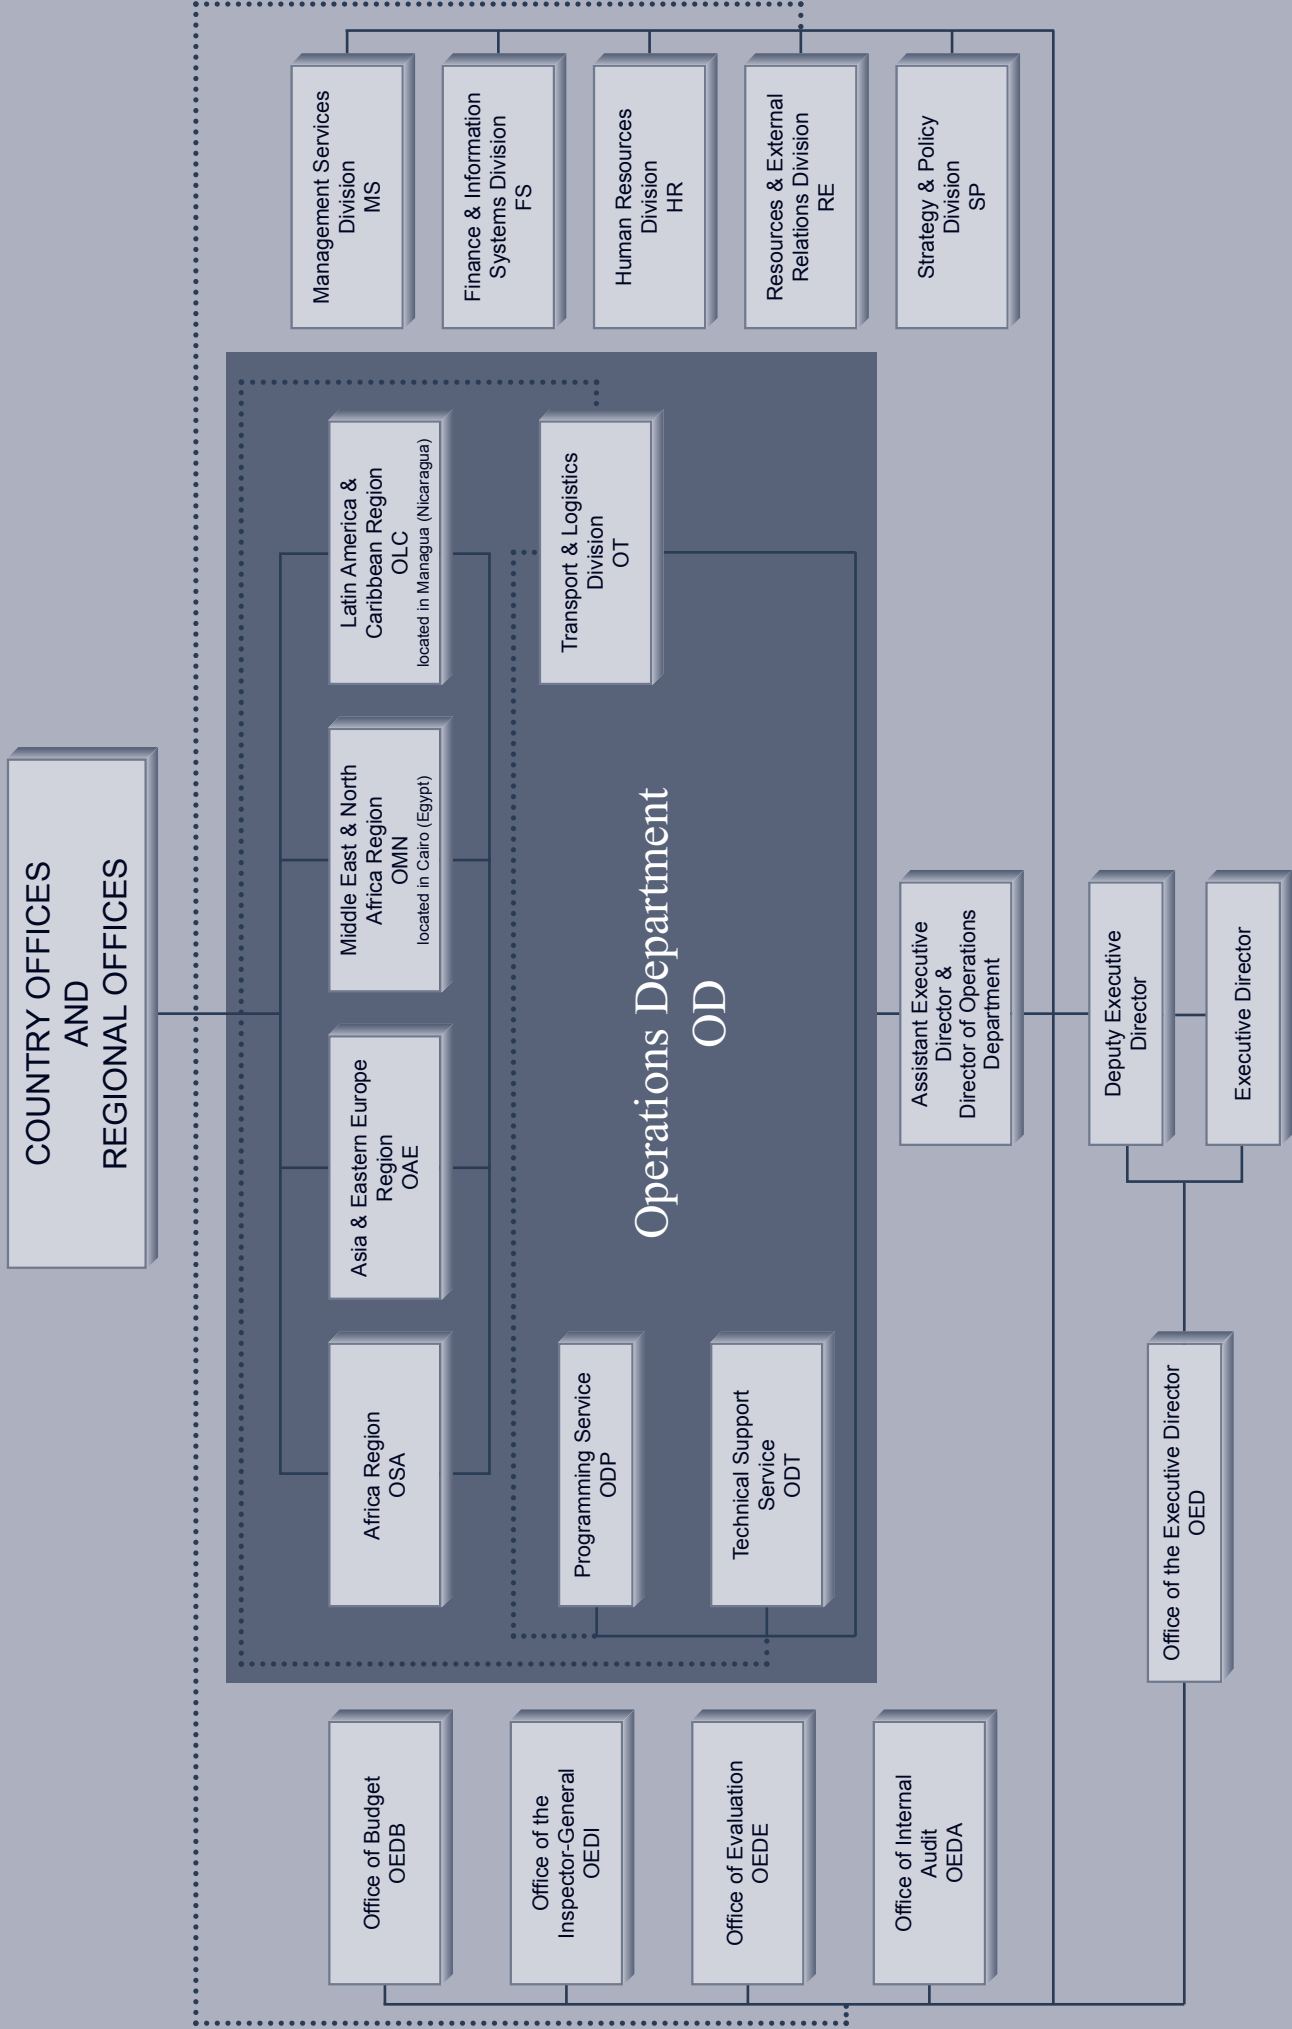 COUNTRY OFFICES
AND
REGIONAL OFFICES
Office of Budget
OEDB
Office of the
Inspector-General
OEDI
Office of Evaluation
OEDE
Office of Internal
Audit
OEDA
Africa Region
OSA
Asia & Eastern Europe
Region
OAE
Middle East & North
Africa Region
OMN
located in Cairo (Egypt)
Latin America &
Caribbean Region
OLC
located in Managua (Nicaragua)
Programming Service
ODP
Technical Support
Service
ODT
Operations Department
OD
Transport & Logistics
Division
OT
Management Services
Division
MS
Finance & Information
Systems Division
FS
Human Resources
Division
HR
Resources & External
Relations Division
RE
Strategy & Policy
Division
SP
Assistant Executive
Director &
Director of Operations
Department
Deputy Executive
Director
Executive Director
Office of the Executive Director
OED